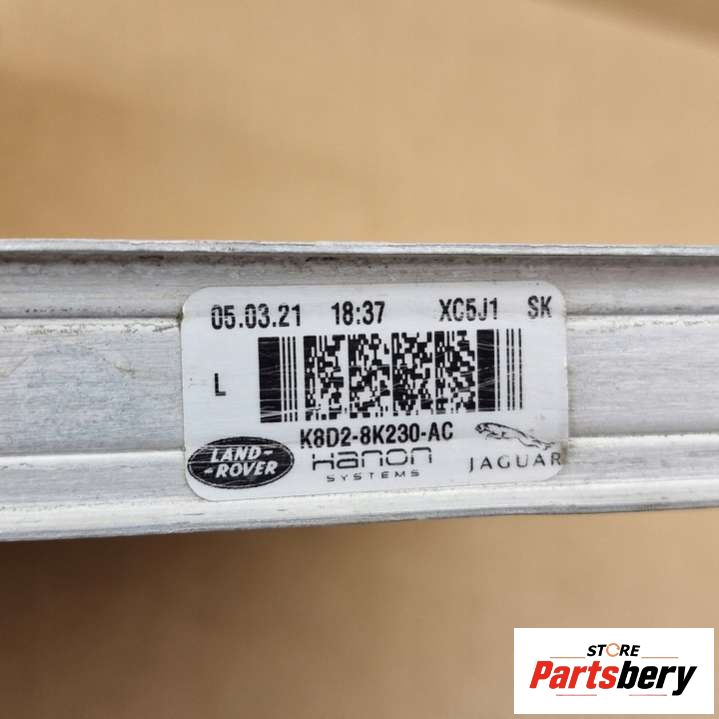 05.03.21 18:37 XC5J1 SK
L
K8D2-8K230-AC
LAND-
-ROVER
Hanon
SYSTEMS
JAGUAR
STORE
Partsbery